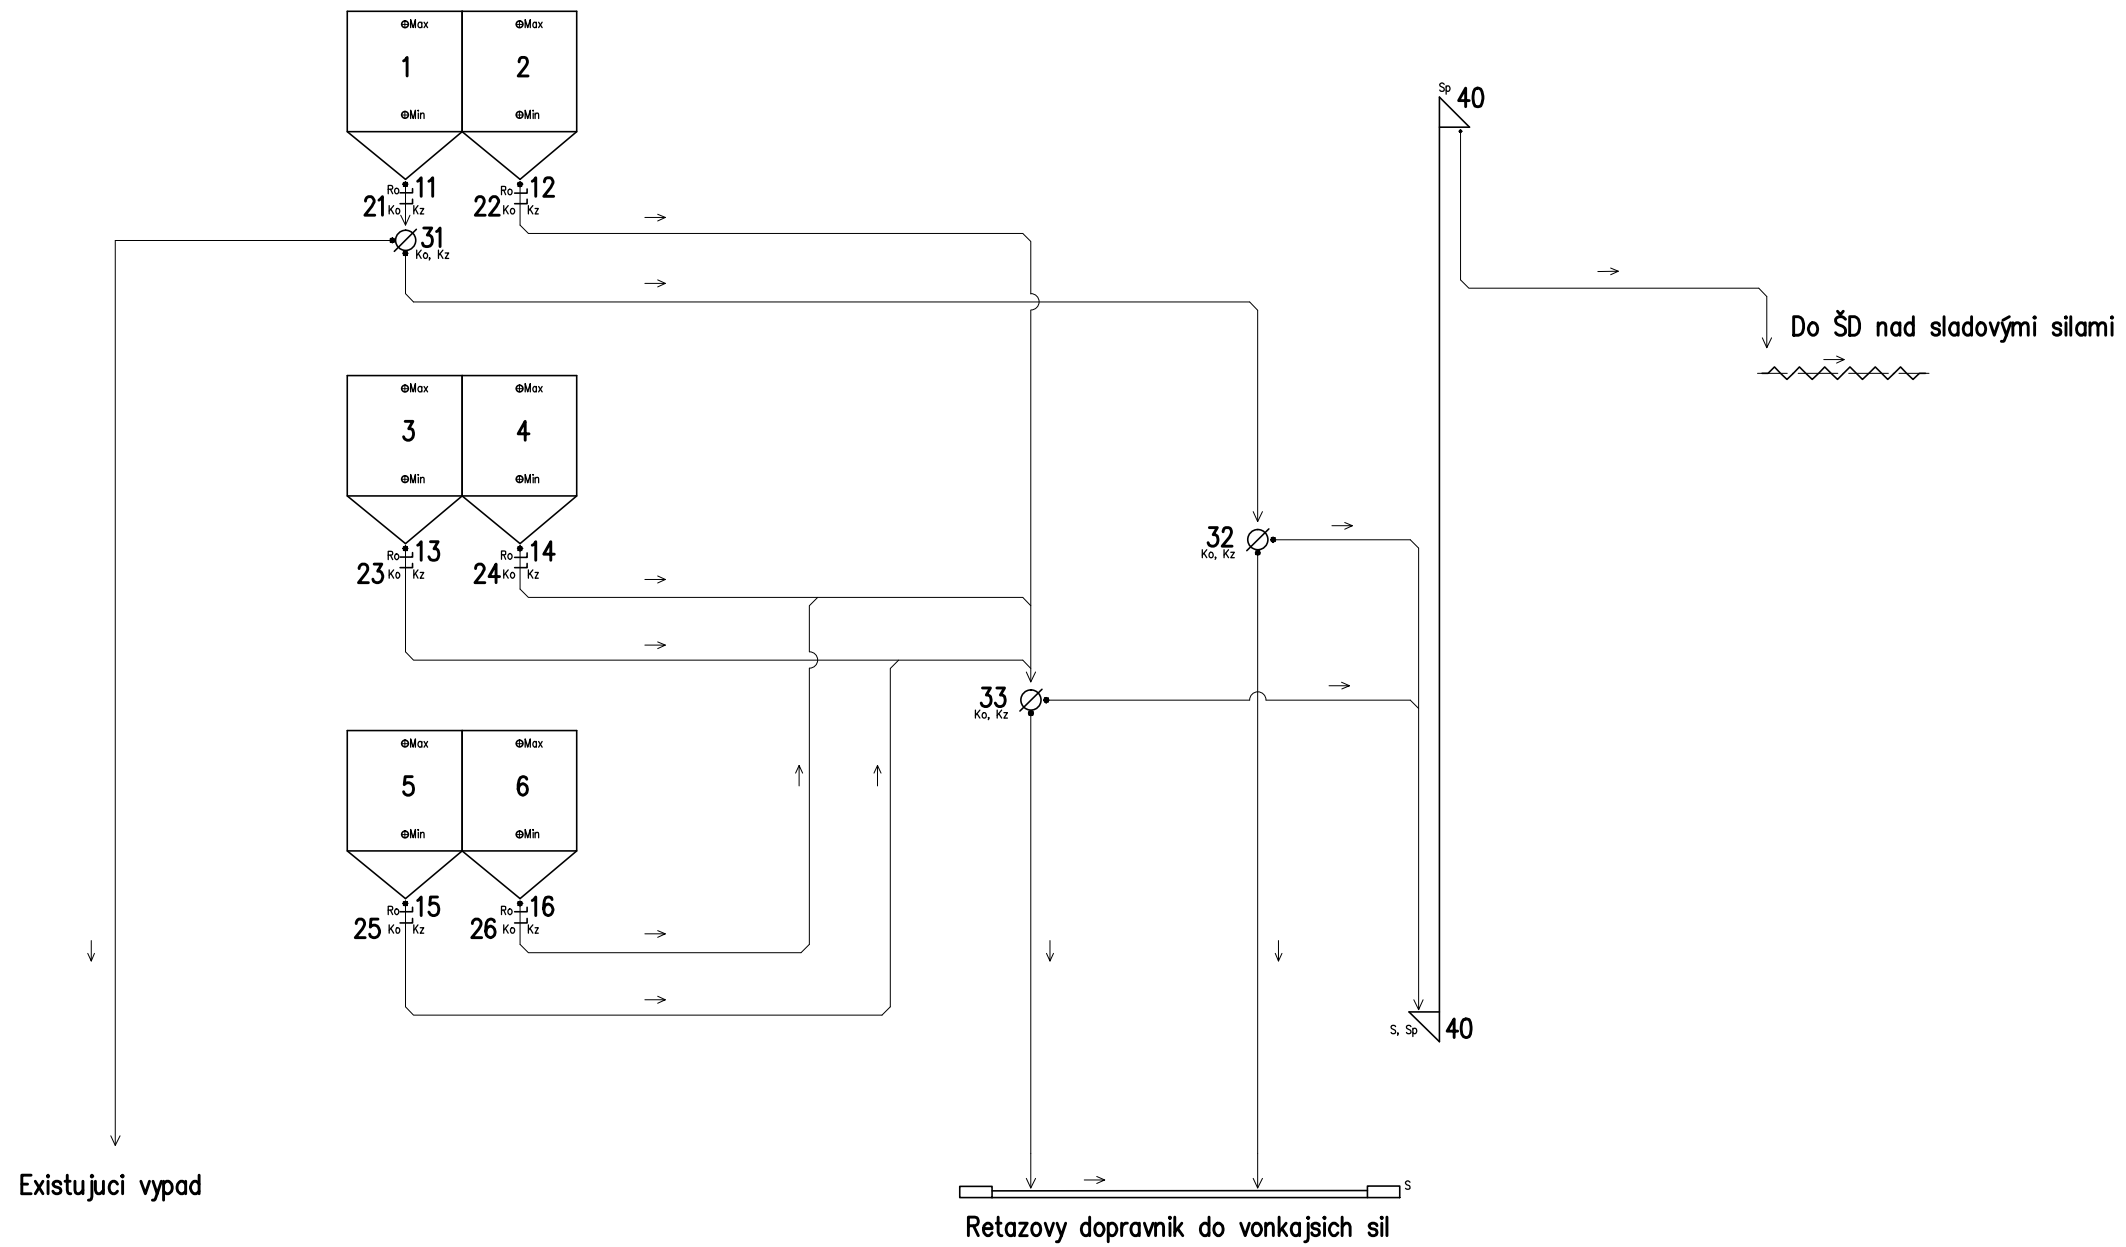 Max Max
1 2
Min Min
Sp 40
Ro 11 Ro 12
21 Ko Kz 22 Ko Kz
31
Ko, Kz
Do ŠD nad sladovými silami
Max Max
3 4
Min Min
Ro 13 Ro 14
23 Ko Kz 24 Ko Kz
32
Ko, Kz
33
Ko, Kz
Max Max
5 6
Min Min
Ro 15 Ro 16
25 Ko Kz 26 Ko Kz
S, Sp 40
Existujuci vypad
S
Retazovy dopravnik do vonkajsich sil